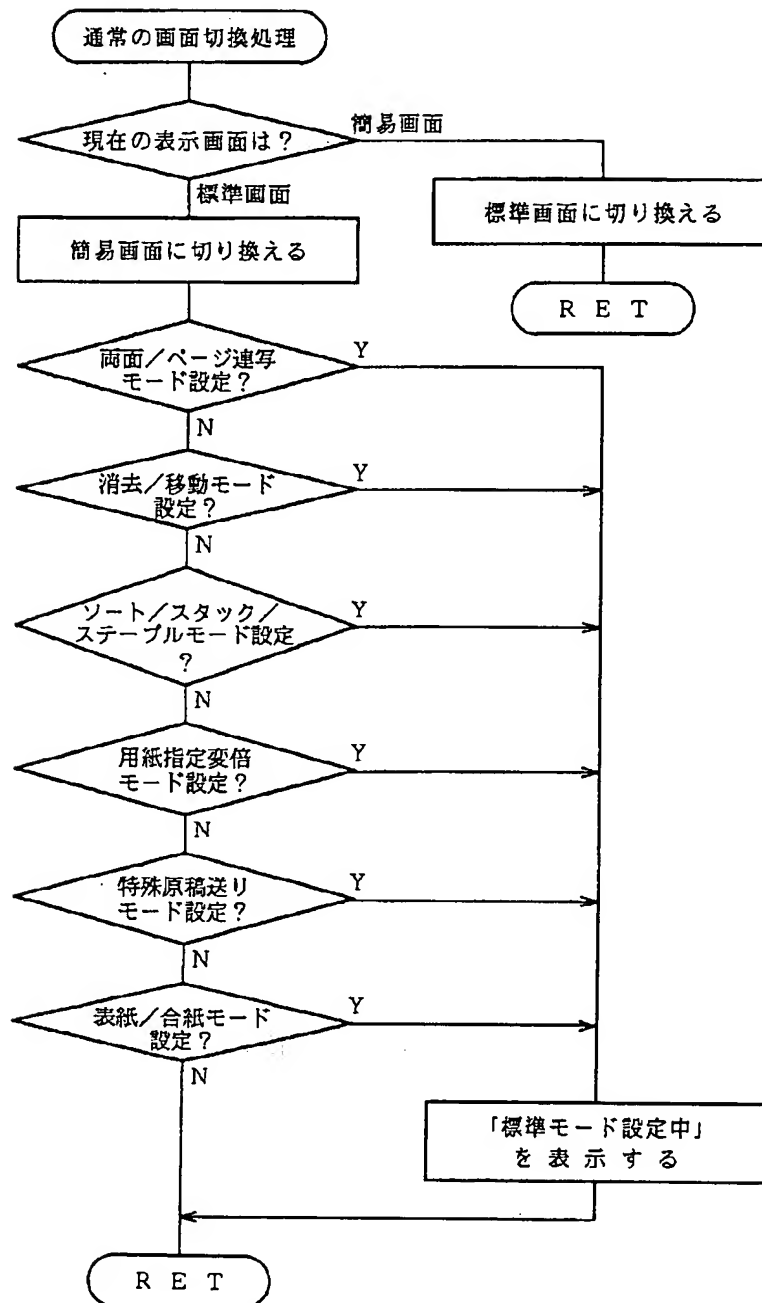 通常の画面切換処理
現在の表示画面は？
簡易画面
標準画面
標準画面に切り換える
簡易画面に切り換える
R E T
両面／ページ連写
モード設定？
Y
N
消去／移動モード
設定？
Y
N
ソート／スタック／
ステープルモード設定
？
Y
N
用紙指定変倍
モード設定？
Y
N
特殊原稿送り
モード設定？
Y
N
表紙／合紙モード
設定？
Y
N
「標準モード設定中」
を表示する
R E T